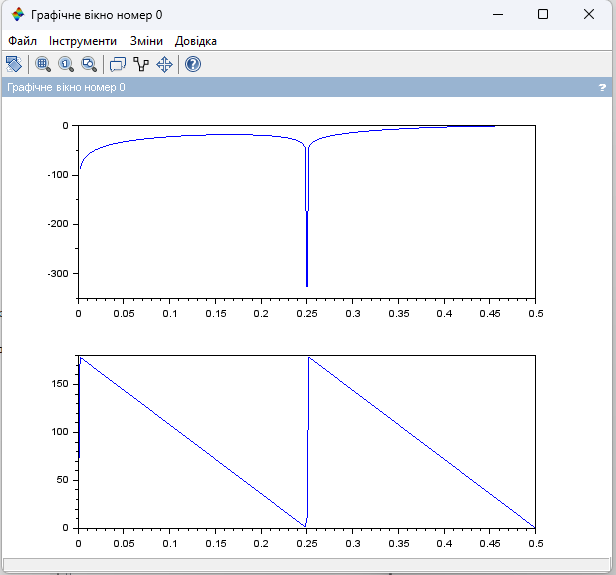 Графічне вікно номер 0
Файл Інструменти Зміни Довідка
Графічне вікно номер 0 ?
0
-100
-200
-300
0 0.05 0.1 0.15 0.2 0.25 0.3 0.35 0.4 0.45 0.5
150
100
50
0
0 0.05 0.1 0.15 0.2 0.25 0.3 0.35 0.4 0.45 0.5